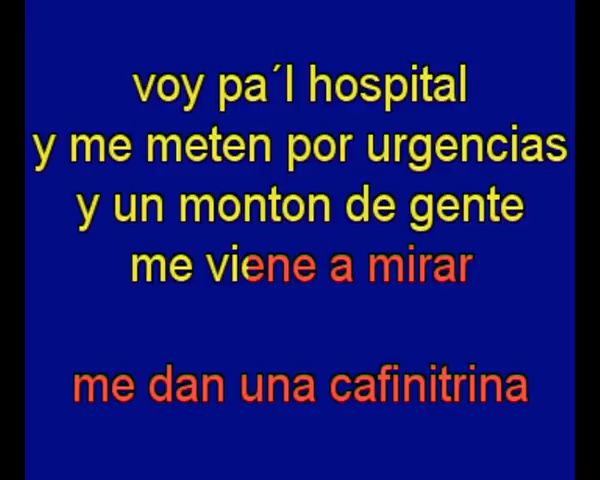 voy pa´l hospital
y me meten por urgencias
y un monton de gente
me viene a mirar
me dan una cafinitrina